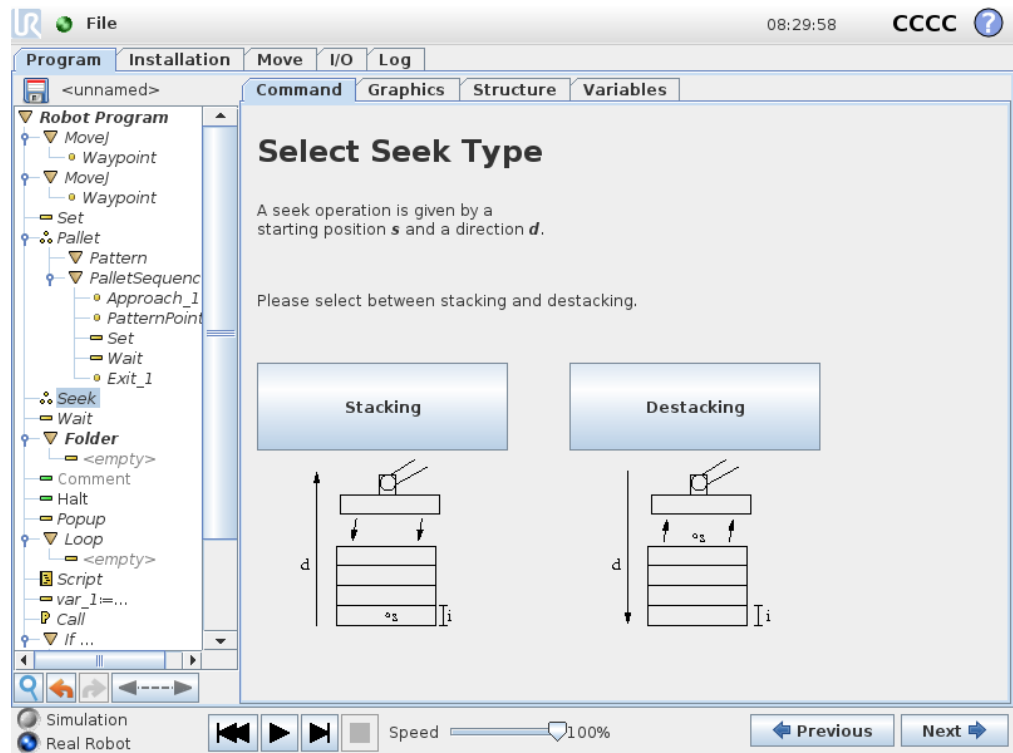 UR File 08:29:58 CCCC ?
Program Installation Move I/O Log
<unnamed> Command Graphics Structure Variables
Robot Program
MoveJ
Waypoint
MoveJ
Waypoint
Set
Pallet
Pattern
PalletSequenc
Approach_1
PatternPoint
Set
Wait
Exit_1
Seek
Wait
Folder
<empty>
Comment
Halt
Popup
Loop
<empty>
Script
var_1:=...
P Call
If ...
Select Seek Type
A seek operation is given by a
starting position s and a direction d.
Please select between stacking and destacking.
Stacking Destacking
s
d d
s i i
Simulation
Real Robot
Speed 100% Previous Next